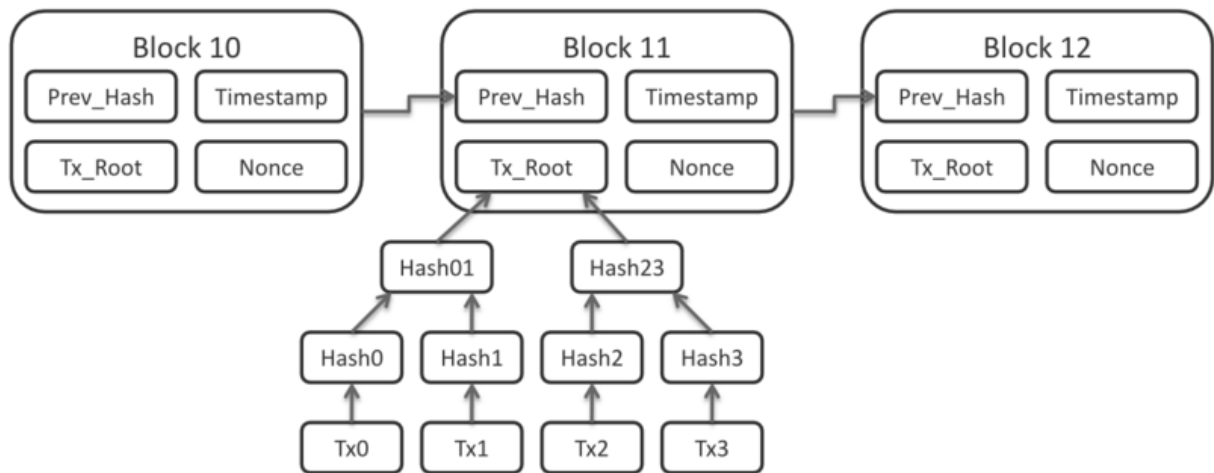 Block 10
Block 11
Block 12
Prev_Hash
Timestamp
Prev_Hash
Timestamp
Prev_Hash
Timestamp
Tx_Root
Nonce
Tx_Root
Nonce
Tx_Root
Nonce
Hash01
Hash23
Hash0
Hash1
Hash2
Hash3
Tx0
Tx1
Tx2
Tx3